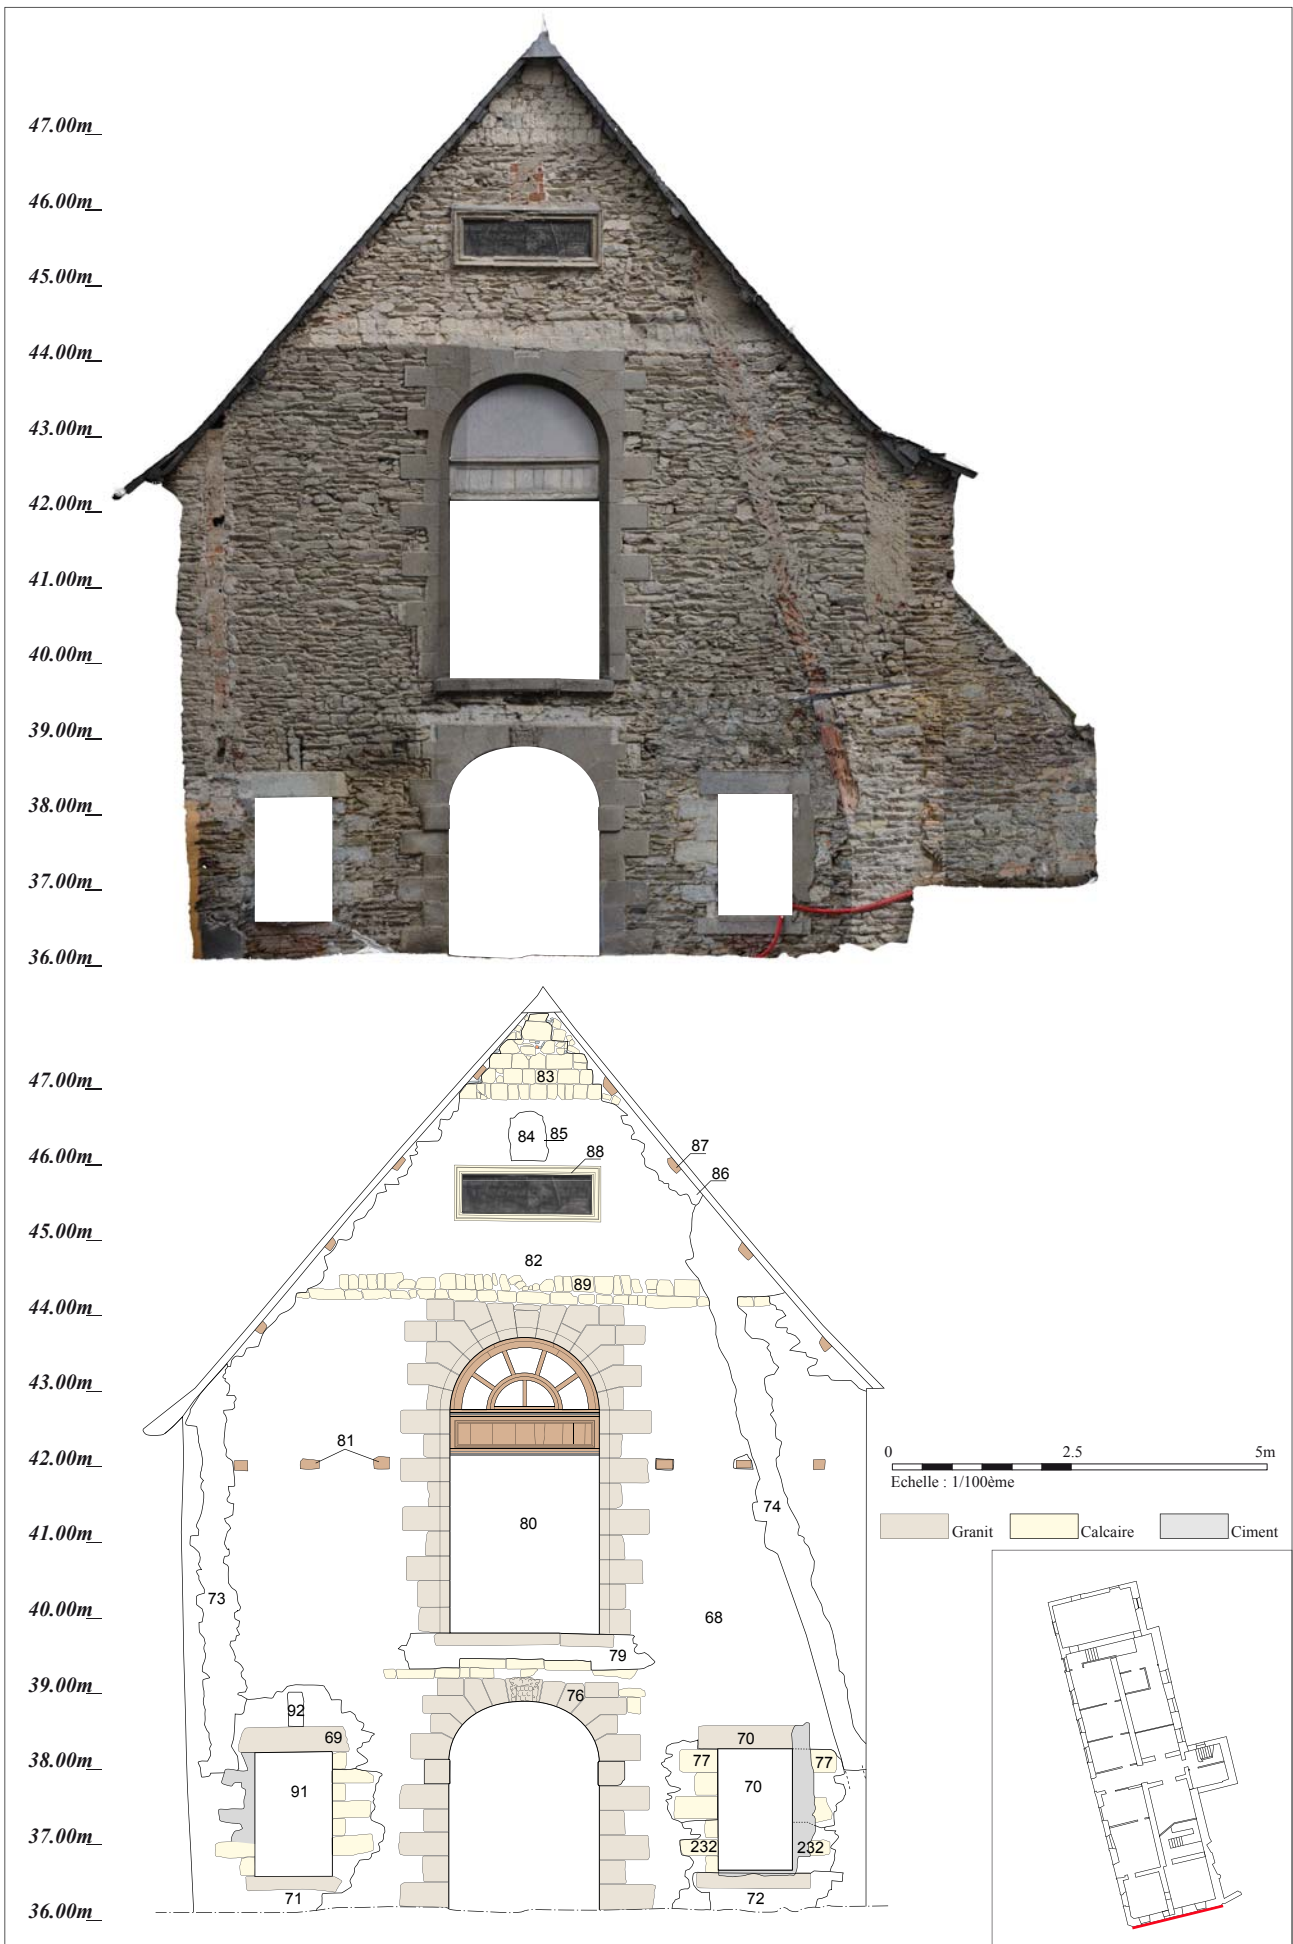 47.00m
46.00m
45.00m
44.00m
43.00m
42.00m
41.00m
40.00m
39.00m
38.00m
37.00m
36.00m
47.00m
83
84 85
88
87
46.00m
86
45.00m
82
89
44.00m
43.00m
81
42.00m
0 2.5 5m
Echelle : 1/100ème
74
Granit Calcaire Ciment
80
41.00m
73
40.00m
68
79
39.00m
76
92
69
70
38.00m
77 77
91
70
37.00m
232 232
71
72
36.00m